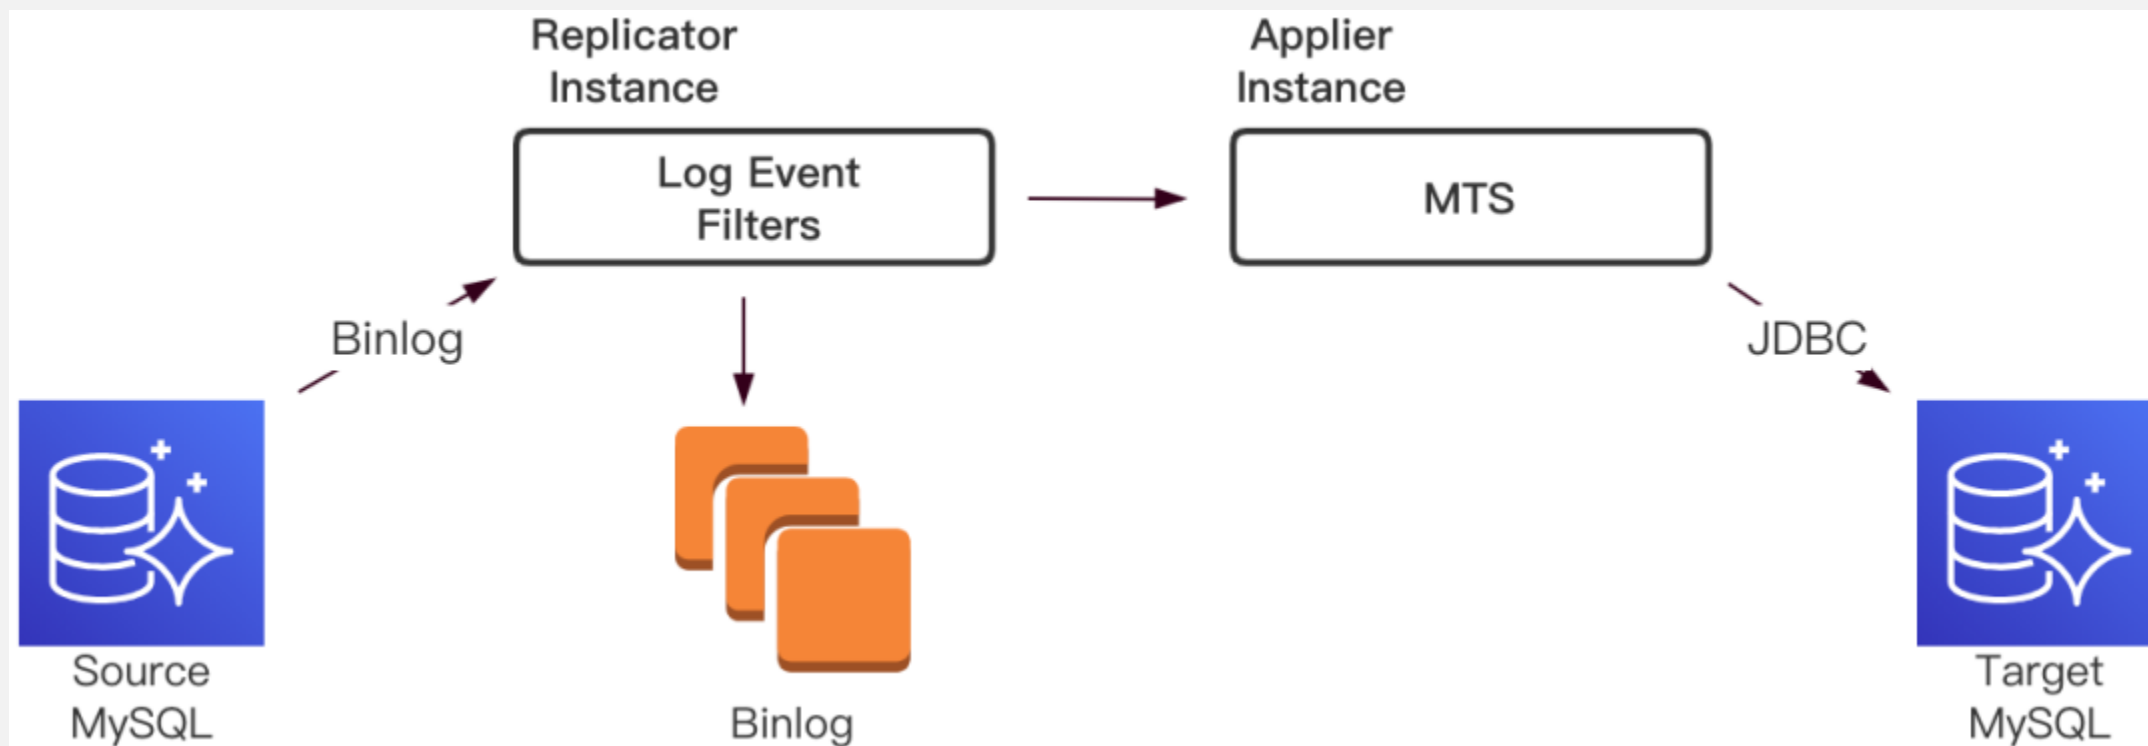 Replicator
Instance
Applier
Instance
Log Event
Filters
MTS
Binlog
JDBC
Source
MySQL
Binlog
Target
MySQL